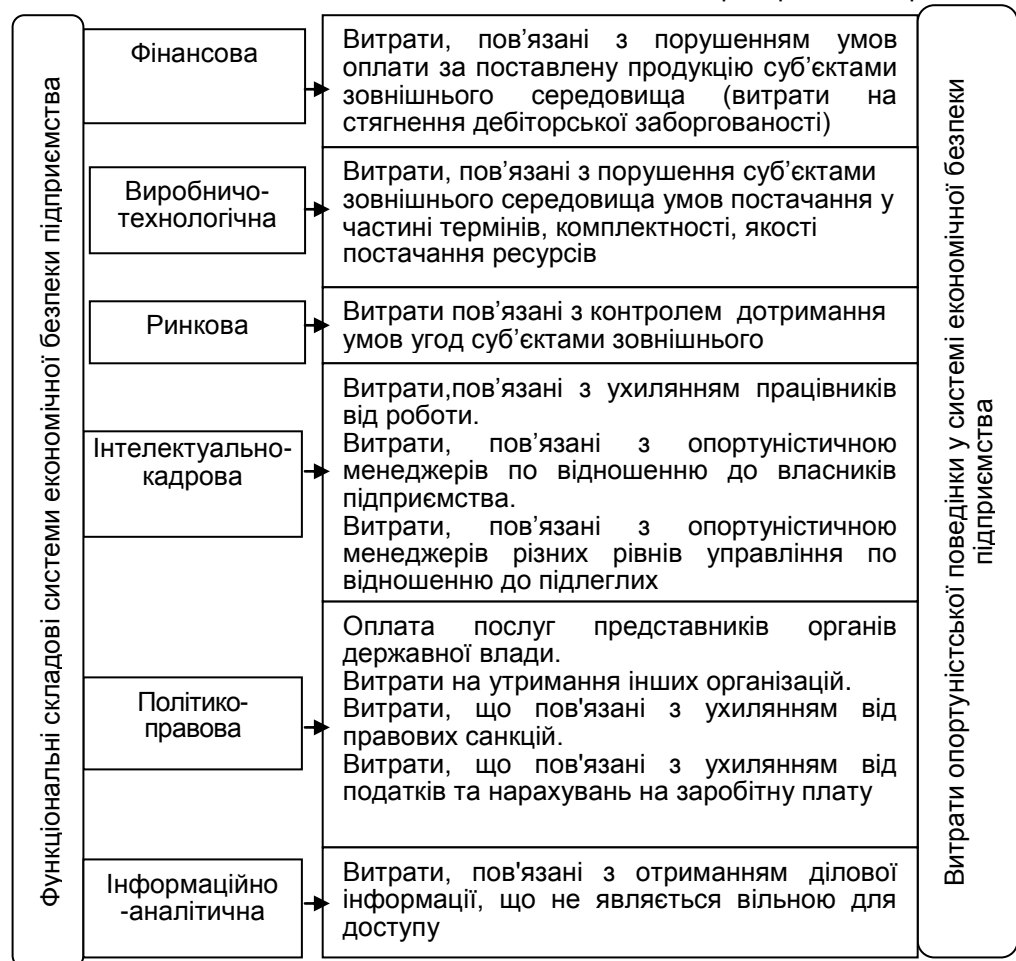 Функціональні складові системи економічної безпеки підприємства
Фінансова
Витрати, пов’язані з порушенням умов
оплати за поставлену продукцію суб’єктами
зовнішнього середовища (витрати на
стягнення дебіторської заборгованості)
Виробничо-
технологічна
Витрати, пов’язані з порушення суб’єктами
зовнішнього середовища умов постачання у
частині термінів, комплектності, якості
постачання ресурсів
Ринкова
Витрати пов’язані з контролем дотримання
умов угод суб’єктами зовнішнього
Інтелектуально-
кадрова
Витрати,пов’язані з ухилянням працівників
від роботи.
Витрати, пов’язані з опортуністичною
менеджерів по відношенню до власників
підприємства.
Витрати, пов’язані з опортуністичною
менеджерів різних рівнів управління по
відношенню до підлеглих
Політико-
правова
Оплата послуг представників органів
державної влади.
Витрати на утримання інших організацій.
Витрати, що пов'язані з ухилянням від
правових санкцій.
Витрати, що пов'язані з ухилянням від
податків та нарахувань на заробітну плату
Інформаційно
-аналітична
Витрати, пов'язані з отриманням ділової
інформації, що не являється вільною для
доступу
Витрати опортуністської поведінки у системі економічної безпеки
підприємства